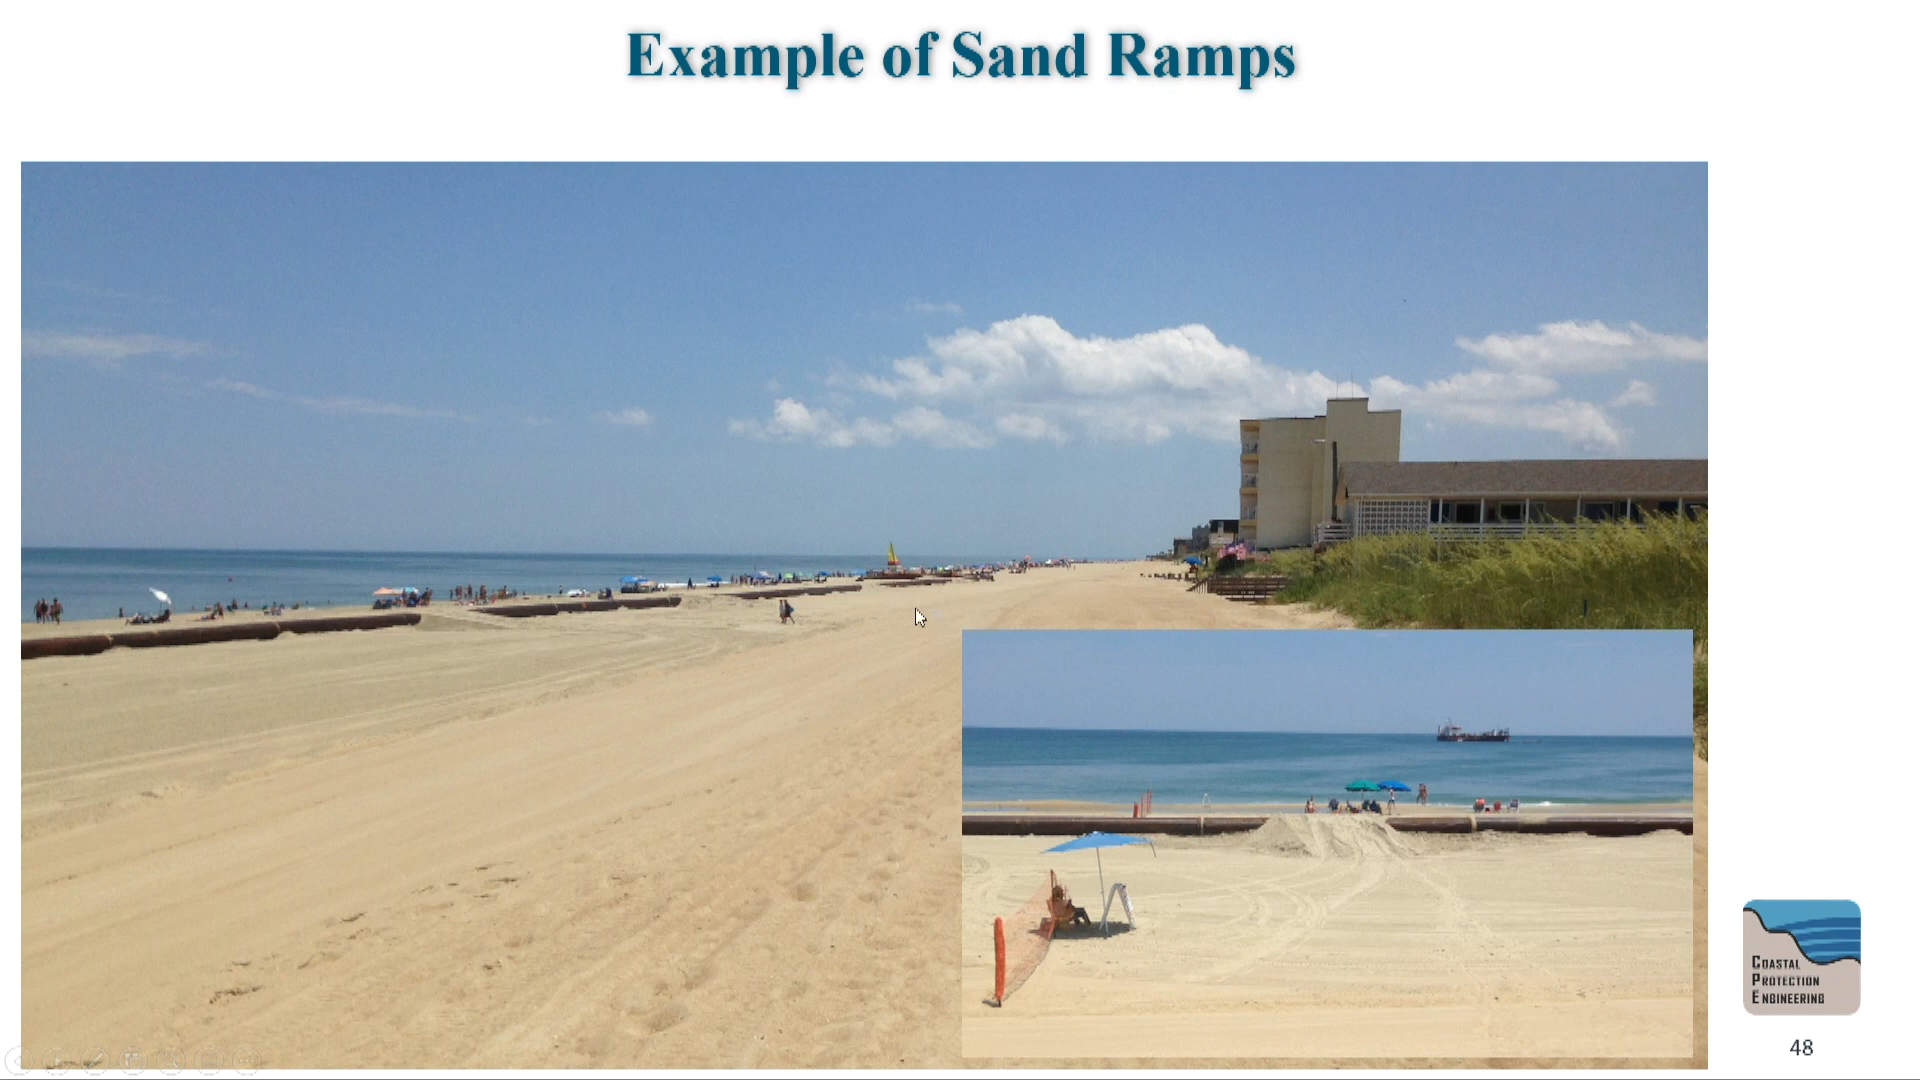 Example of Sand Ramps
COASTAL
PROTECTION
ENGINEERING
48